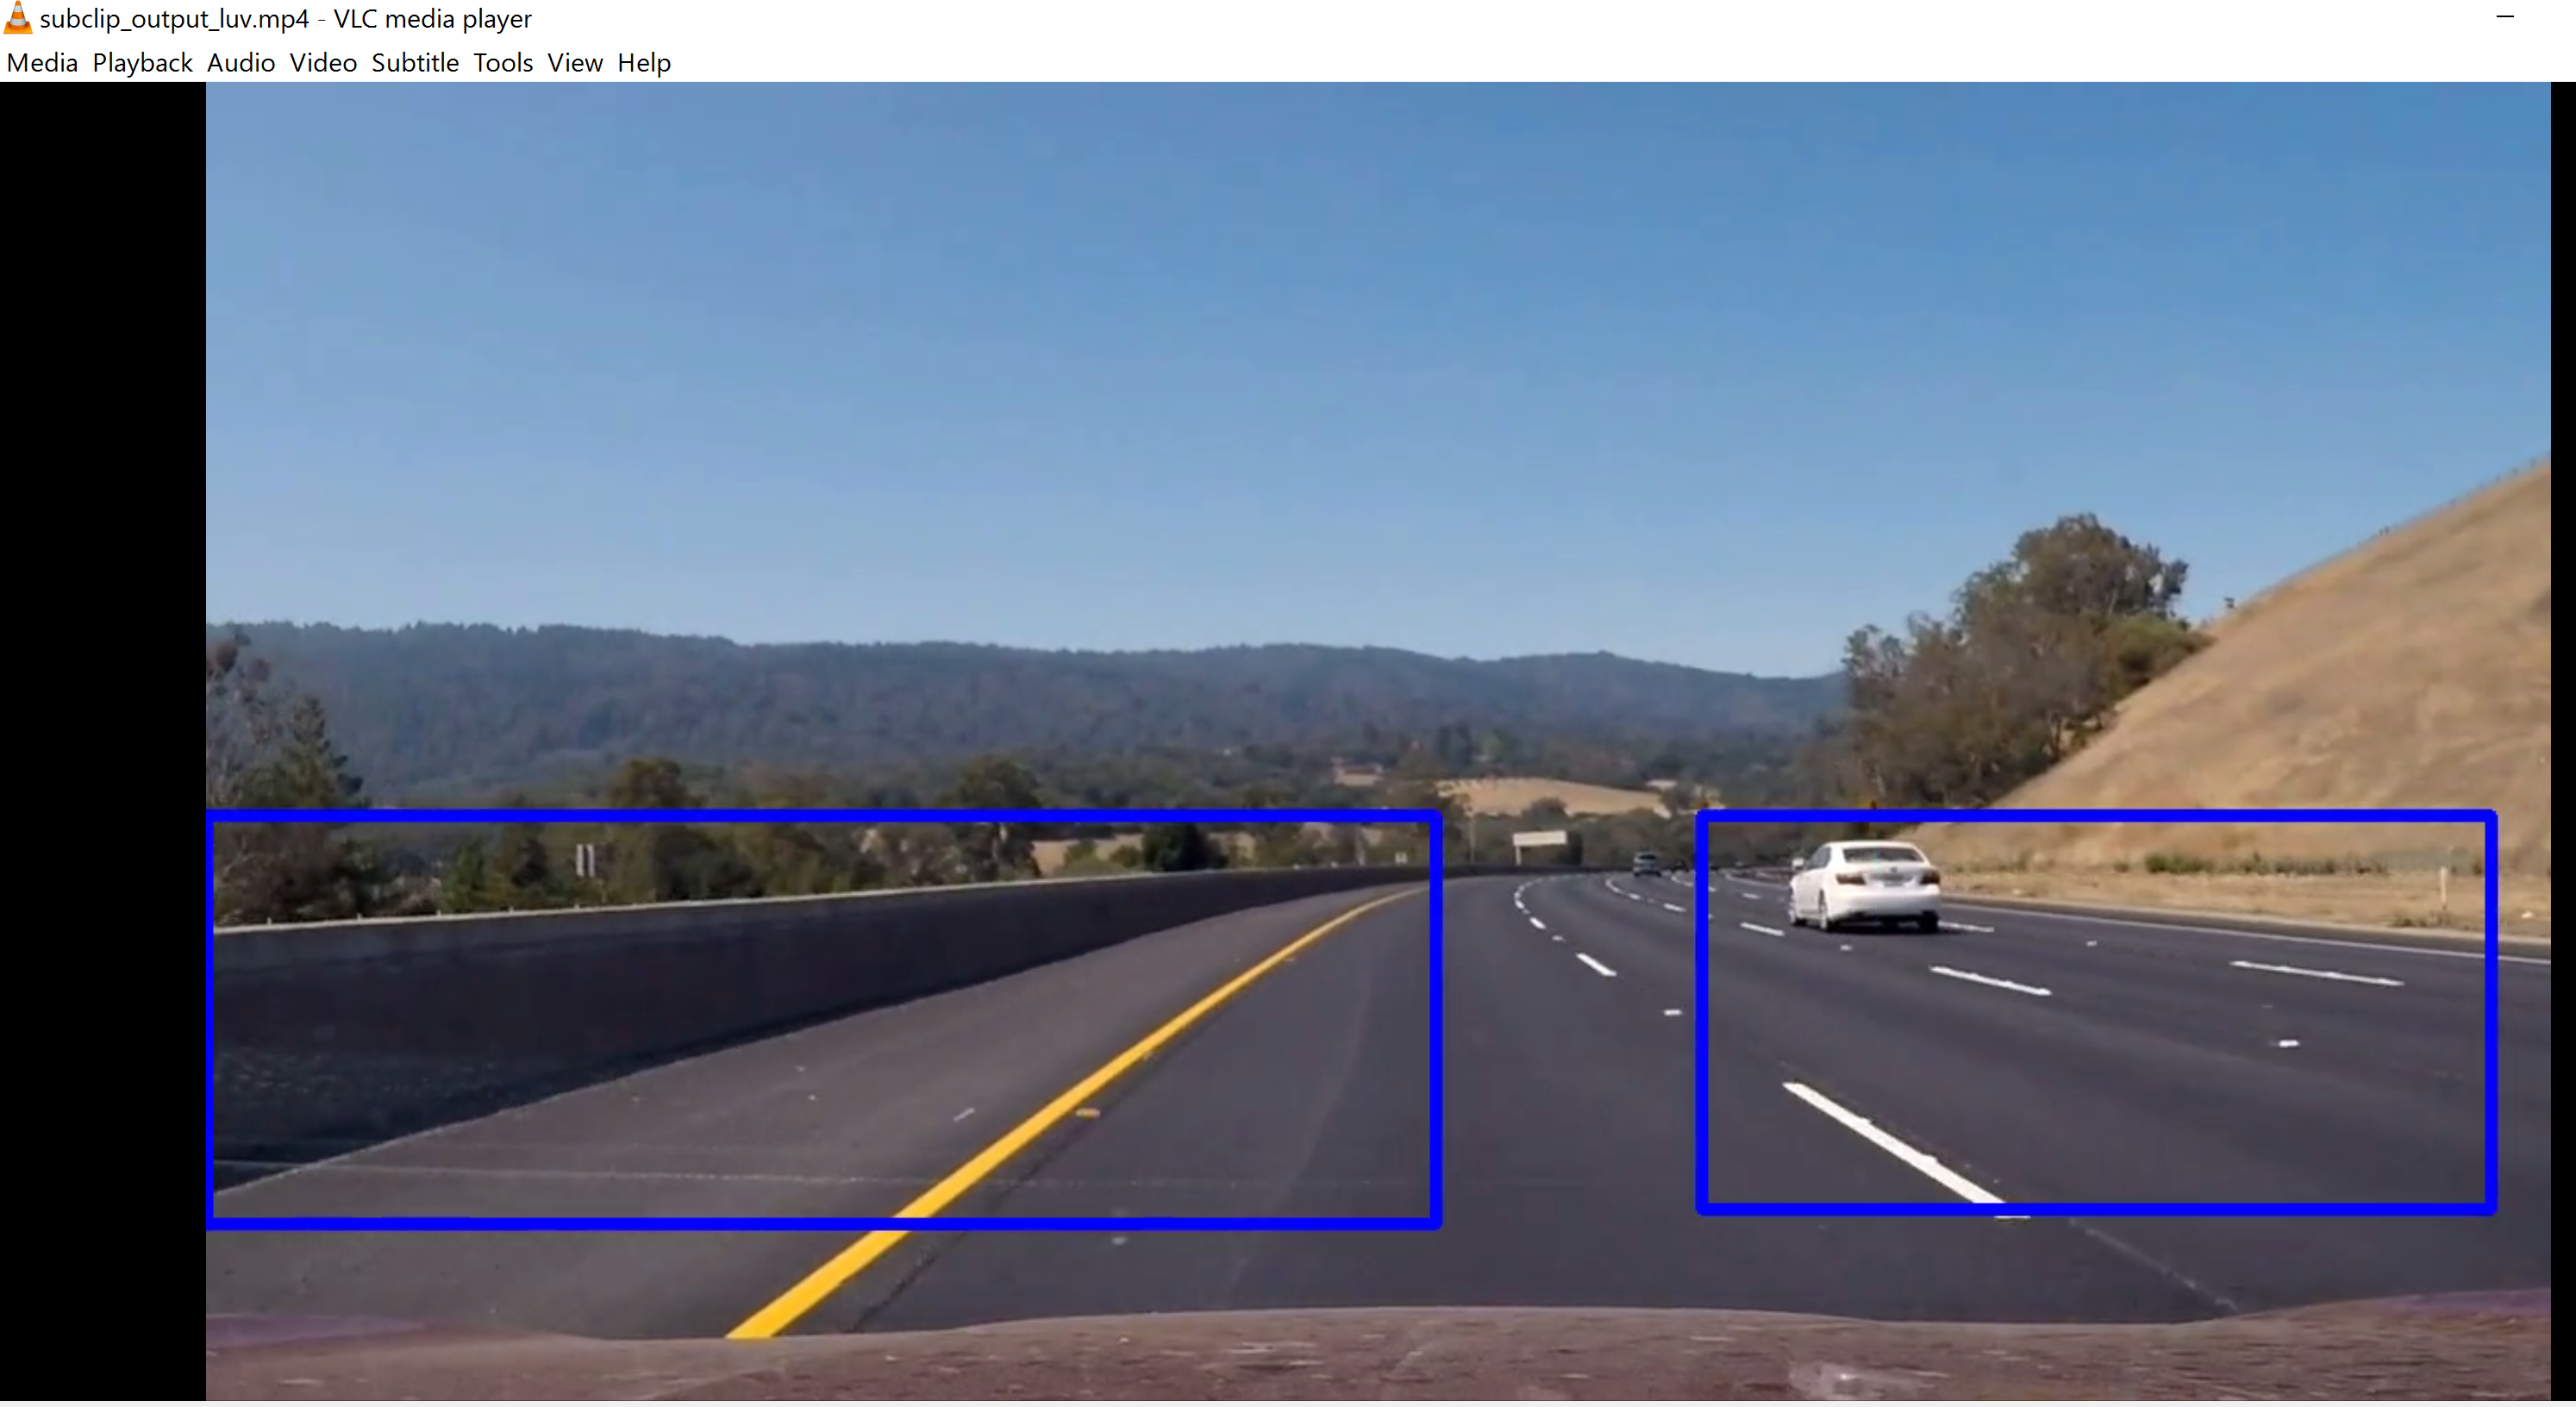 subclip_output_luv.mp4 - VLC media player
Media Playback Audio Video Subtitle Tools View Help